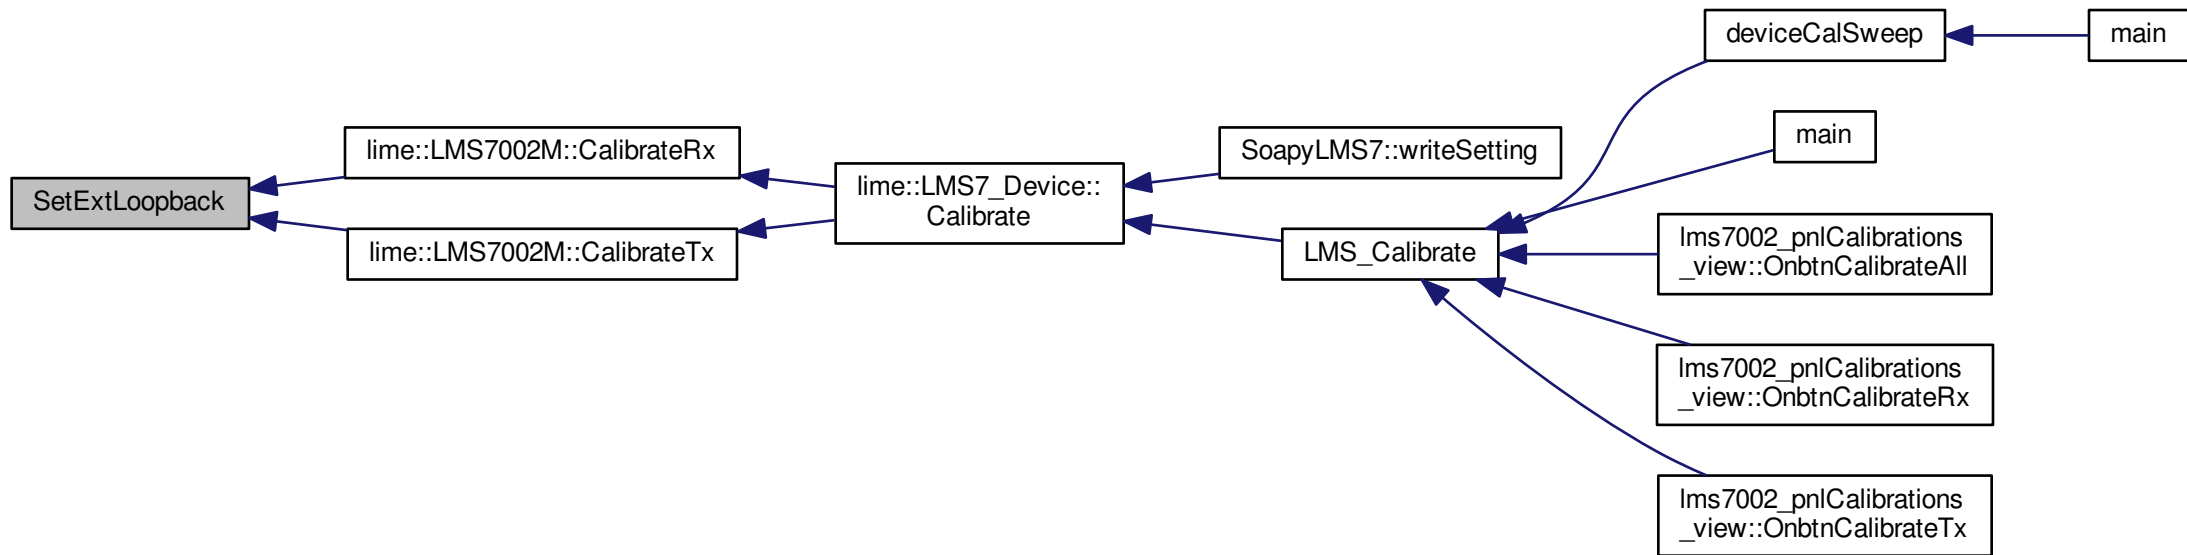 SetExtLoopback
lime::LMS7002M::CalibrateRx
lime::LMS7002M::CalibrateTx
lime::LMS7_Device::
Calibrate
SoapyLMS7::writeSetting
LMS_Calibrate
deviceCalSweep
main
main
lms7002_pnlCalibrations
_view::OnbtnCalibrateAll
lms7002_pnlCalibrations
_view::OnbtnCalibrateRx
lms7002_pnlCalibrations
_view::OnbtnCalibrateTx